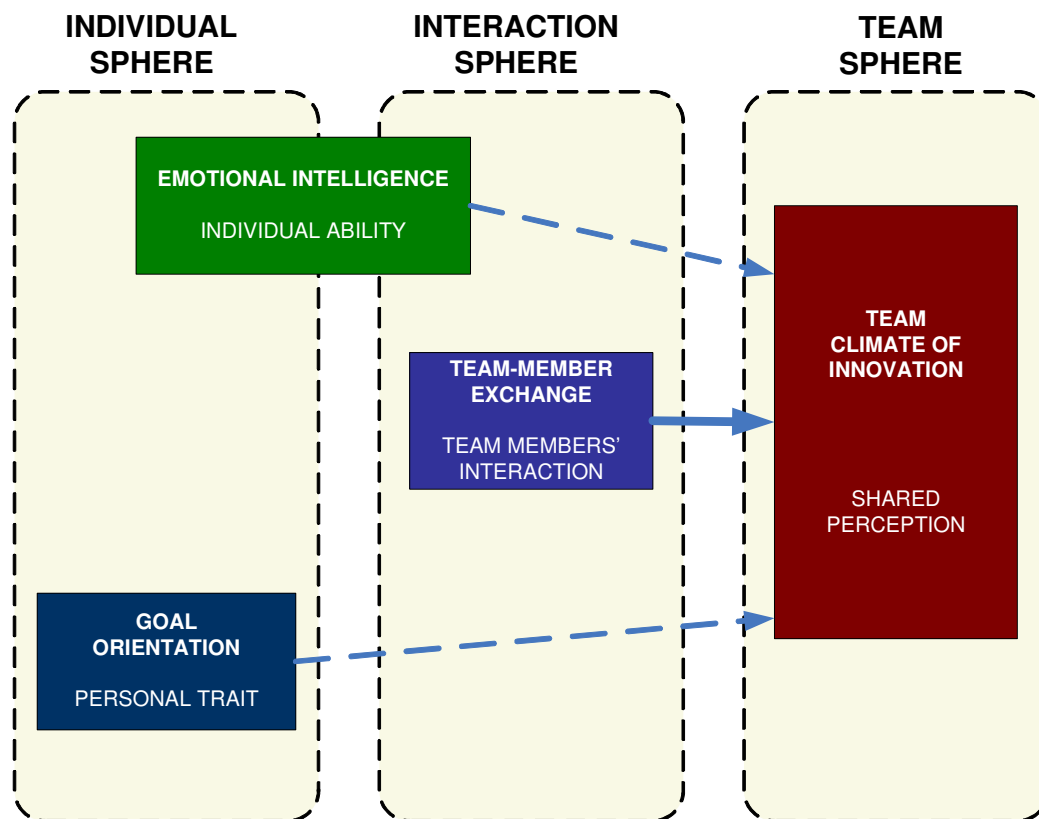 INDIVIDUAL
SPHERE
INTERACTION
SPHERE
TEAM
SPHERE
EMOTIONAL INTELLIGENCE
INDIVIDUAL ABILITY
TEAM-MEMBER
EXCHANGE
TEAM MEMBERS'
INTERACTION
TEAM
CLIMATE OF
INNOVATION
SHARED
PERCEPTION
GOAL
ORIENTATION
PERSONAL TRAIT